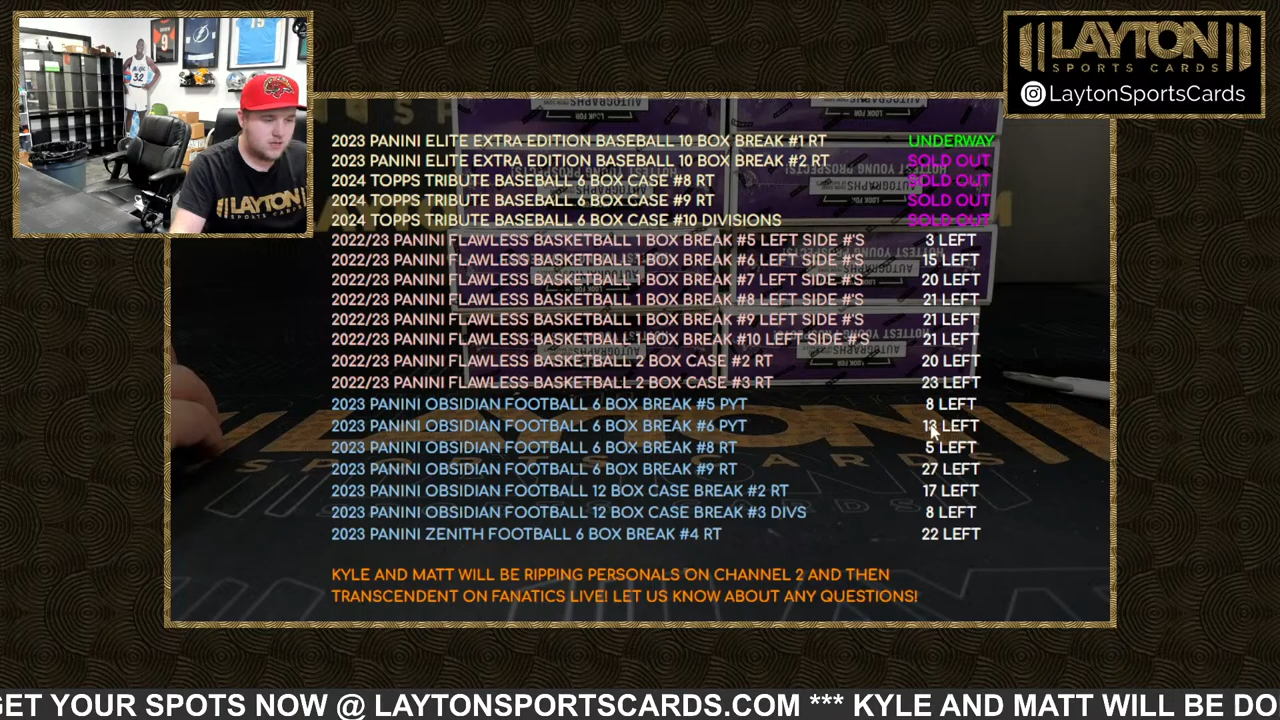 LAYTON
SPORTS CARDS
LaytonSportsCards
2023 PANINI ELITE EXTRA EDITION BASEBALL 10 BOX BREAK #1 RT UNDERWAY
2023 PANINI ELITE EXTRA EDITION BASEBALL 10 BOX BREAK #2 RT SOLD OUT
2024 TOPPS TRIBUTE BASEBALL 6 BOX CASE #8 RT SOLD OUT
2024 TOPPS TRIBUTE BASEBALL 6 BOX CASE #9 RT SOLD OUT
2024 TOPPS TRIBUTE BASEBALL 6 BOX CASE #10 DIVISIONS SOLD OUT
2022/23 PANINI FLAWLESS BASKETBALL 1 BOX BREAK #5 LEFT SIDE #'S 3 LEFT
2022/23 PANINI FLAWLESS BASKETBALL 1 BOX BREAK #6 LEFT SIDE #'S 15 LEFT
2022/23 PANINI FLAWLESS BASKETBALL 1 BOX BREAK #7 LEFT SIDE #'S 20 LEFT
2022/23 PANINI FLAWLESS BASKETBALL 1 BOX BREAK #8 LEFT SIDE #'S 21 LEFT
2022/23 PANINI FLAWLESS BASKETBALL 1 BOX BREAK #9 LEFT SIDE #'S 21 LEFT
2022/23 PANINI FLAWLESS BASKETBALL 1 BOX BREAK #10 LEFT SIDE #'S 21 LEFT
2022/23 PANINI FLAWLESS BASKETBALL 2 BOX CASE #2 RT 20 LEFT
2022/23 PANINI FLAWLESS BASKETBALL 2 BOX CASE #3 RT 23 LEFT
2023 PANINI OBSIDIAN FOOTBALL 6 BOX BREAK #5 PYT 8 LEFT
2023 PANINI OBSIDIAN FOOTBALL 6 BOX BREAK #6 PYT 13 LEFT
2023 PANINI OBSIDIAN FOOTBALL 6 BOX BREAK #8 RT 5 LEFT
2023 PANINI OBSIDIAN FOOTBALL 6 BOX BREAK #9 RT 27 LEFT
2023 PANINI OBSIDIAN FOOTBALL 12 BOX CASE BREAK #2 RT 17 LEFT
2023 PANINI OBSIDIAN FOOTBALL 12 BOX CASE BREAK #3 DIVS 8 LEFT
2023 PANINI ZENITH FOOTBALL 6 BOX BREAK #4 RT 22 LEFT
KYLE AND MATT WILL BE RIPPING PERSONALS ON CHANNEL 2 AND THEN
TRANSCENDENT ON FANATICS LIVE! LET US KNOW ABOUT ANY QUESTIONS!
GET YOUR SPOTS NOW @ LAYTONSPORTSCARDS.COM *** KYLE AND MATT WILL BE DO